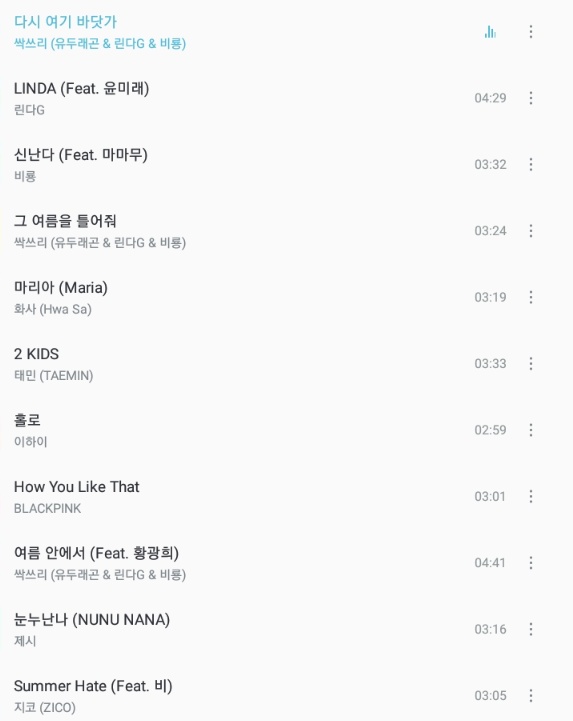 다시 여기 바닷가
싹쓰리 (유두래곤 & 린다G & 비룡)
LINDA (Feat. 윤미래)
04:29
린다G
신난다 (Feat. 마마무)
03:32
비룡
그 여름을 틀어줘
03:24
싹쓰리 (유두래곤 & 린다G & 비룡)
마리아 (Maria)
03:19
화사 (Hwa Sa)
2 KIDS
03:33
태민 (TAEMIN)
홀로
02:59
이하이
How You Like That
03:01
BLACKPINK
여름 안에서 (Feat. 황광희)
04:41
싹쓰리 (유두래곤 & 린다G & 비룡)
눈누난나 (NUNU NANA)
03:16
제시
Summer Hate (Feat. 비)
03:05
지코 (ZICO)